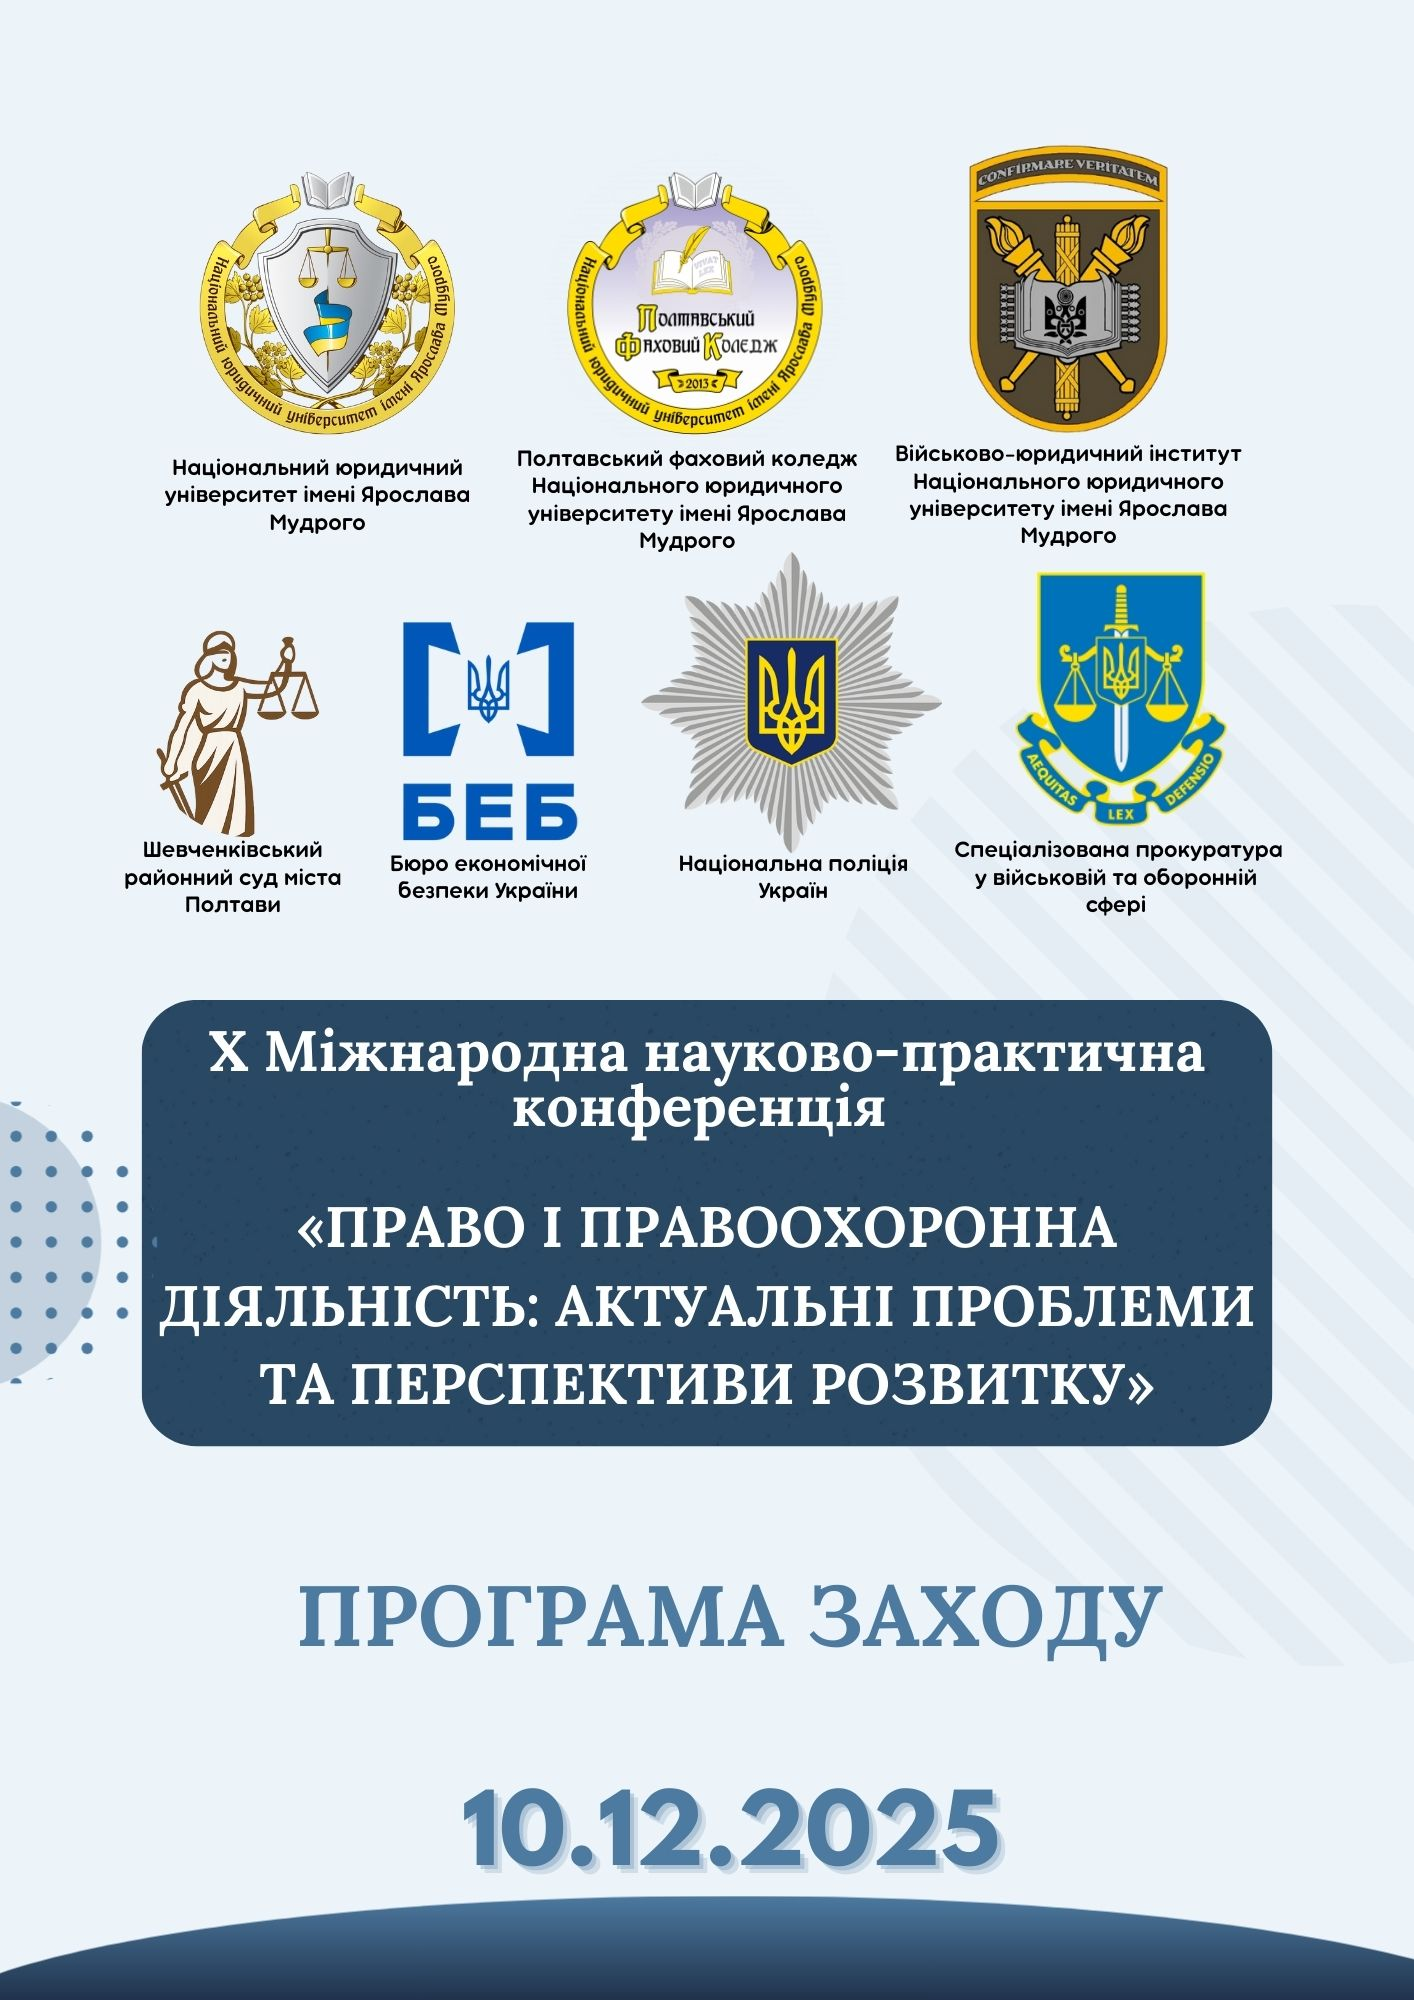 Національний юридичний університет імені Ярослава Мудрого
Національний юридичний університет імені Ярослава Мудрого
VIVAT
LEX
Полтавський
Фаховий Коледж
2013
CONFIRMARE VERITATEM
Національний юридичний
університет імені Ярослава
Мудрого
Полтавський фаховий коледж
Національного юридичного
університету імені Ярослава
Мудрого
Військово-юридичний інститут
Національного юридичного
університету імені Ярослава
Мудрого
БЕБ
AEQUITAS
LEX
DEFENSIO
Шевченківський
районний суд міста
Полтави
Бюро економічної
безпеки України
Національна поліція
Україн
Спеціалізована прокуратура
у військовій та оборонній
сфері
X Міжнародна науково-практична
конференція
«ПРАВО І ПРАВООХОРОННА
ДІЯЛЬНІСТЬ: АКТУАЛЬНІ ПРОБЛЕМИ
ТА ПЕРСПЕКТИВИ РОЗВИТКУ»
ПРОГРАМА ЗАХОДУ
10.12.2025